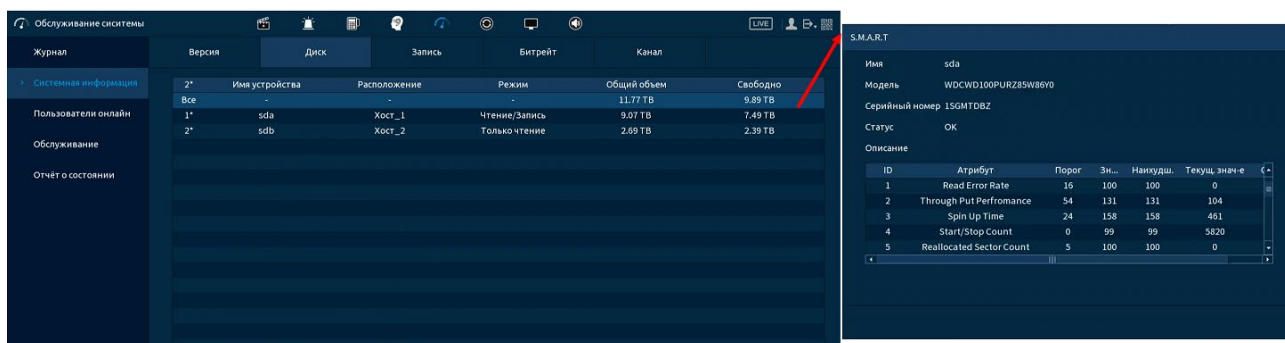 Обслуживание сиситемы LIVE
Журнал Версия Диск Запись Битрейт Канал
Системная информация
Пользователи онлайн
Обслуживание
Отчёт о состоянии
2* Имя устройства Расположение Режим Общий объем Свободно
Все - - - 11.77 TB 9.89 TB
1* sda Хост_1 Чтение/Запись 9.07 TB 7.49 TB
2* sdb Хост_2 Только чтение 2.69 TB 2.39 TB
S.M.A.R.T
Имя sda
Модель WDCWD100PURZ85W86Y0
Серийный номер 1SGMTDBZ
Статус OK
Описание
ID Атрибут Порог Зн... Наихудш. Текущ. знач-е
1 Read Error Rate 16 100 100 0
2 Through Put Perfromance 54 131 131 104
3 Spin Up Time 24 158 158 461
4 Start/Stop Count 0 99 99 5820
5 Reallocated Sector Count 5 100 100 0